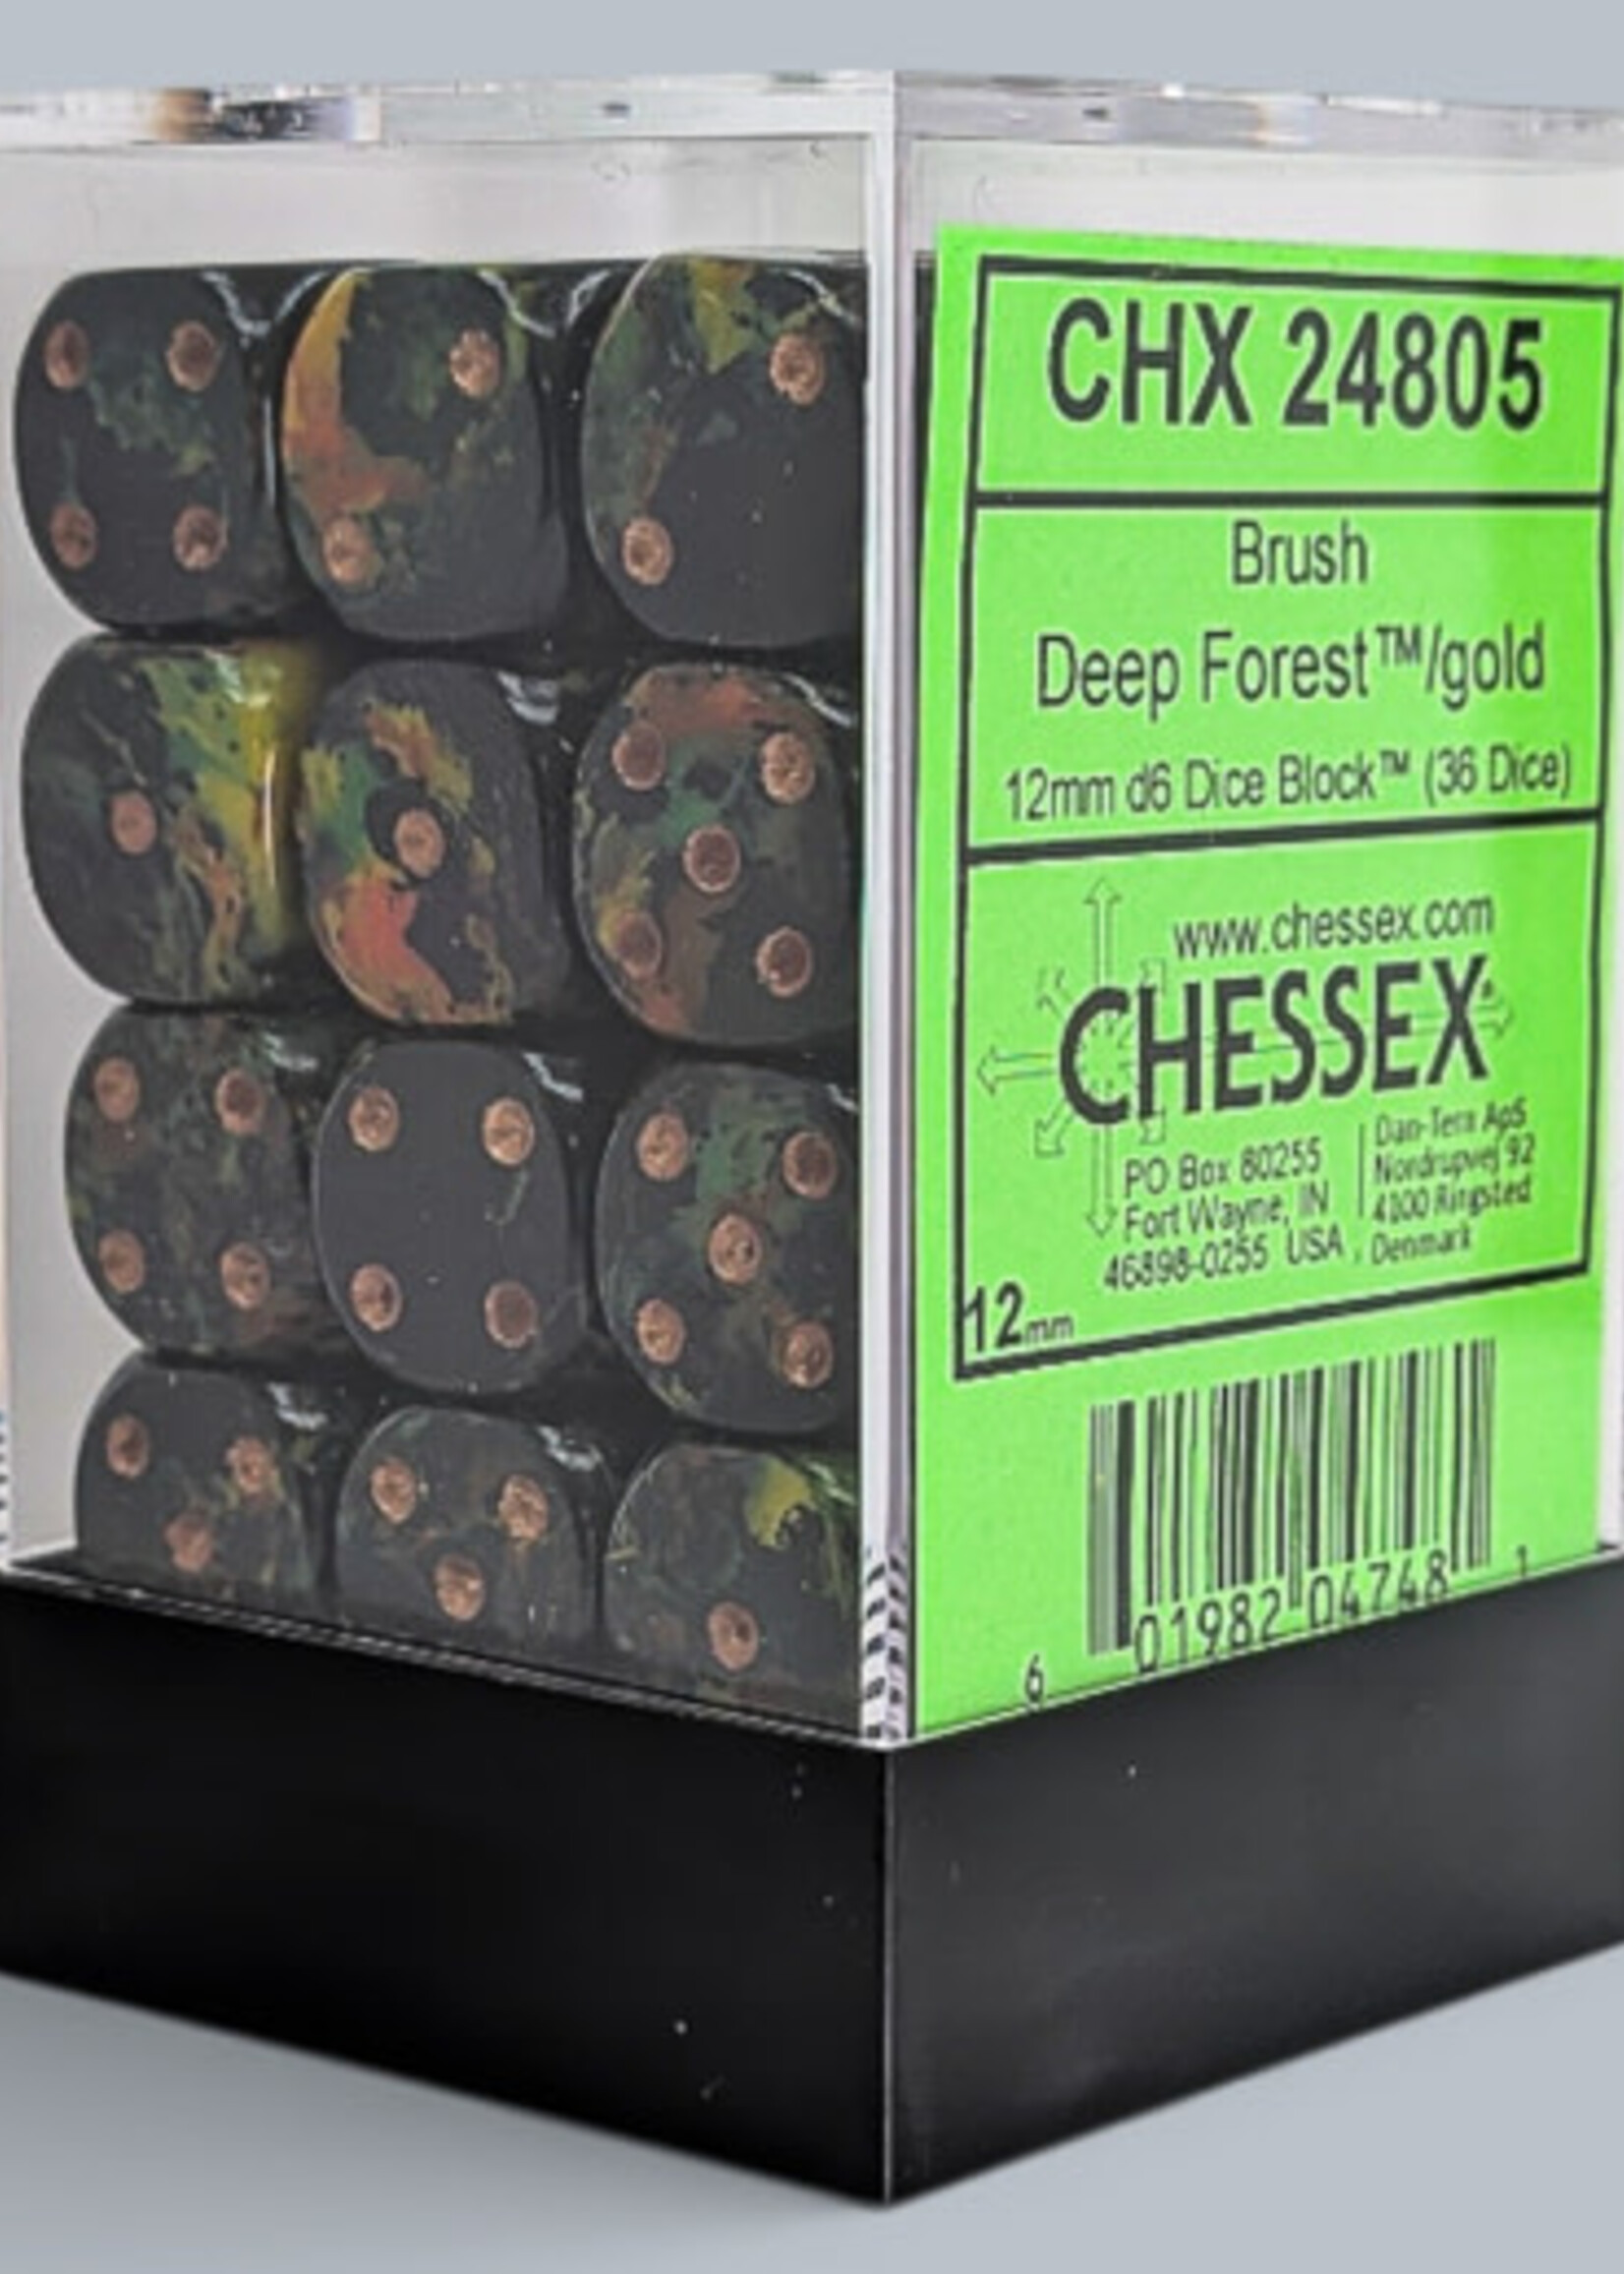 CHX 24805
Brush
Deep Forest™/gold
12mm d6 Dice Block™ (36 Dice)
www.chessex.com
CHESSEX®
PO Box 80255
Fort Wayne, IN
46898-0255 USA
Dan-Tern ApS
Nordrupvej 92
4100 Ringsted
Denmark
12mm
6 01982 04748 1